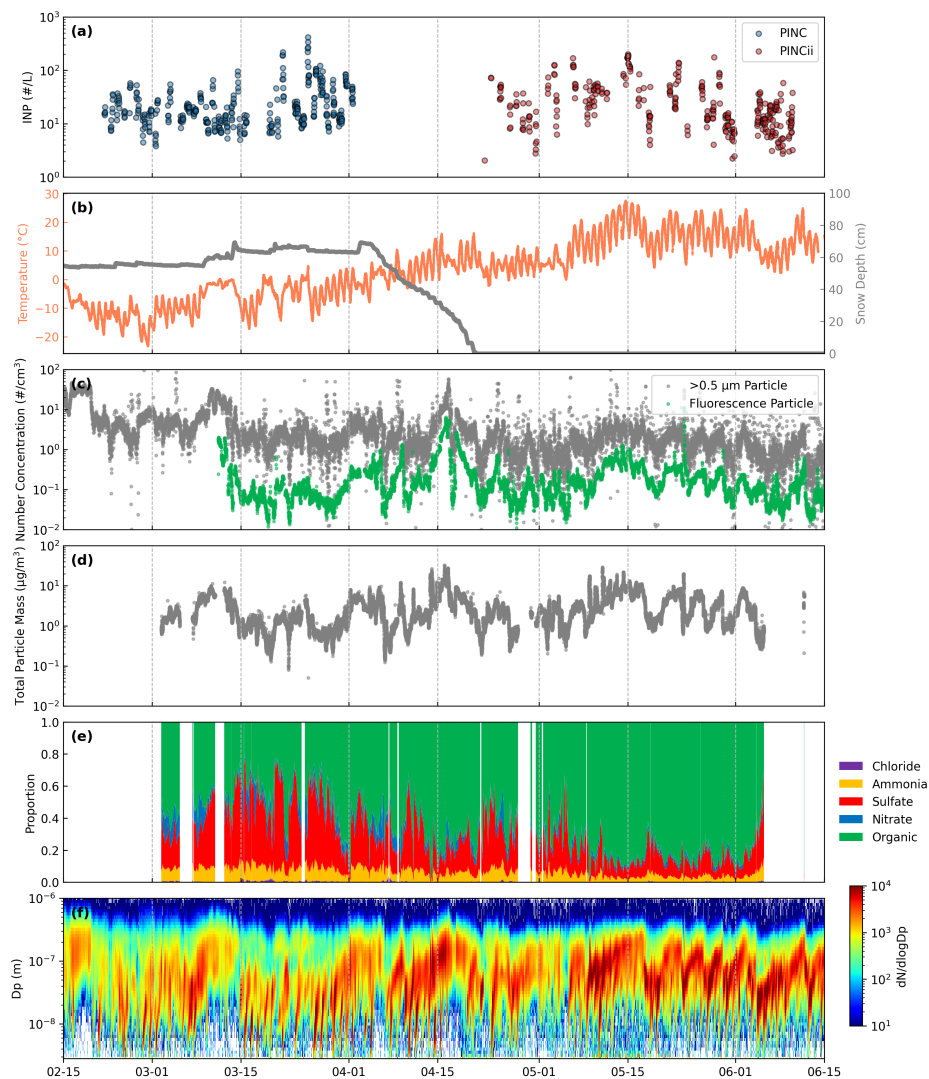 (a)
PINC
PINCii
INP (#/L)
10³
10²
10¹
10⁰
(b)
Temperature (°C)
30
20
10
0
−10
−20
Snow Depth (cm)
100
80
60
40
20
0
(c)
>0.5 μm Particle
Fluorescence Particle
Number Concentration (#/cm³)
10²
10¹
10⁰
10⁻¹
10⁻²
(d)
Total Particle Mass (μg/m³)
10²
10¹
10⁰
10⁻¹
10⁻²
(e)
Proportion
1.0
0.8
0.6
0.4
0.2
0.0
Chloride
Ammonia
Sulfate
Nitrate
Organic
(f)
Dp (m)
10⁻⁶
10⁻⁷
10⁻⁸
dN/dlogDp
10⁴
10³
10²
10¹
02-15 03-01 03-15 04-01 04-15 05-01 05-15 06-01 06-15